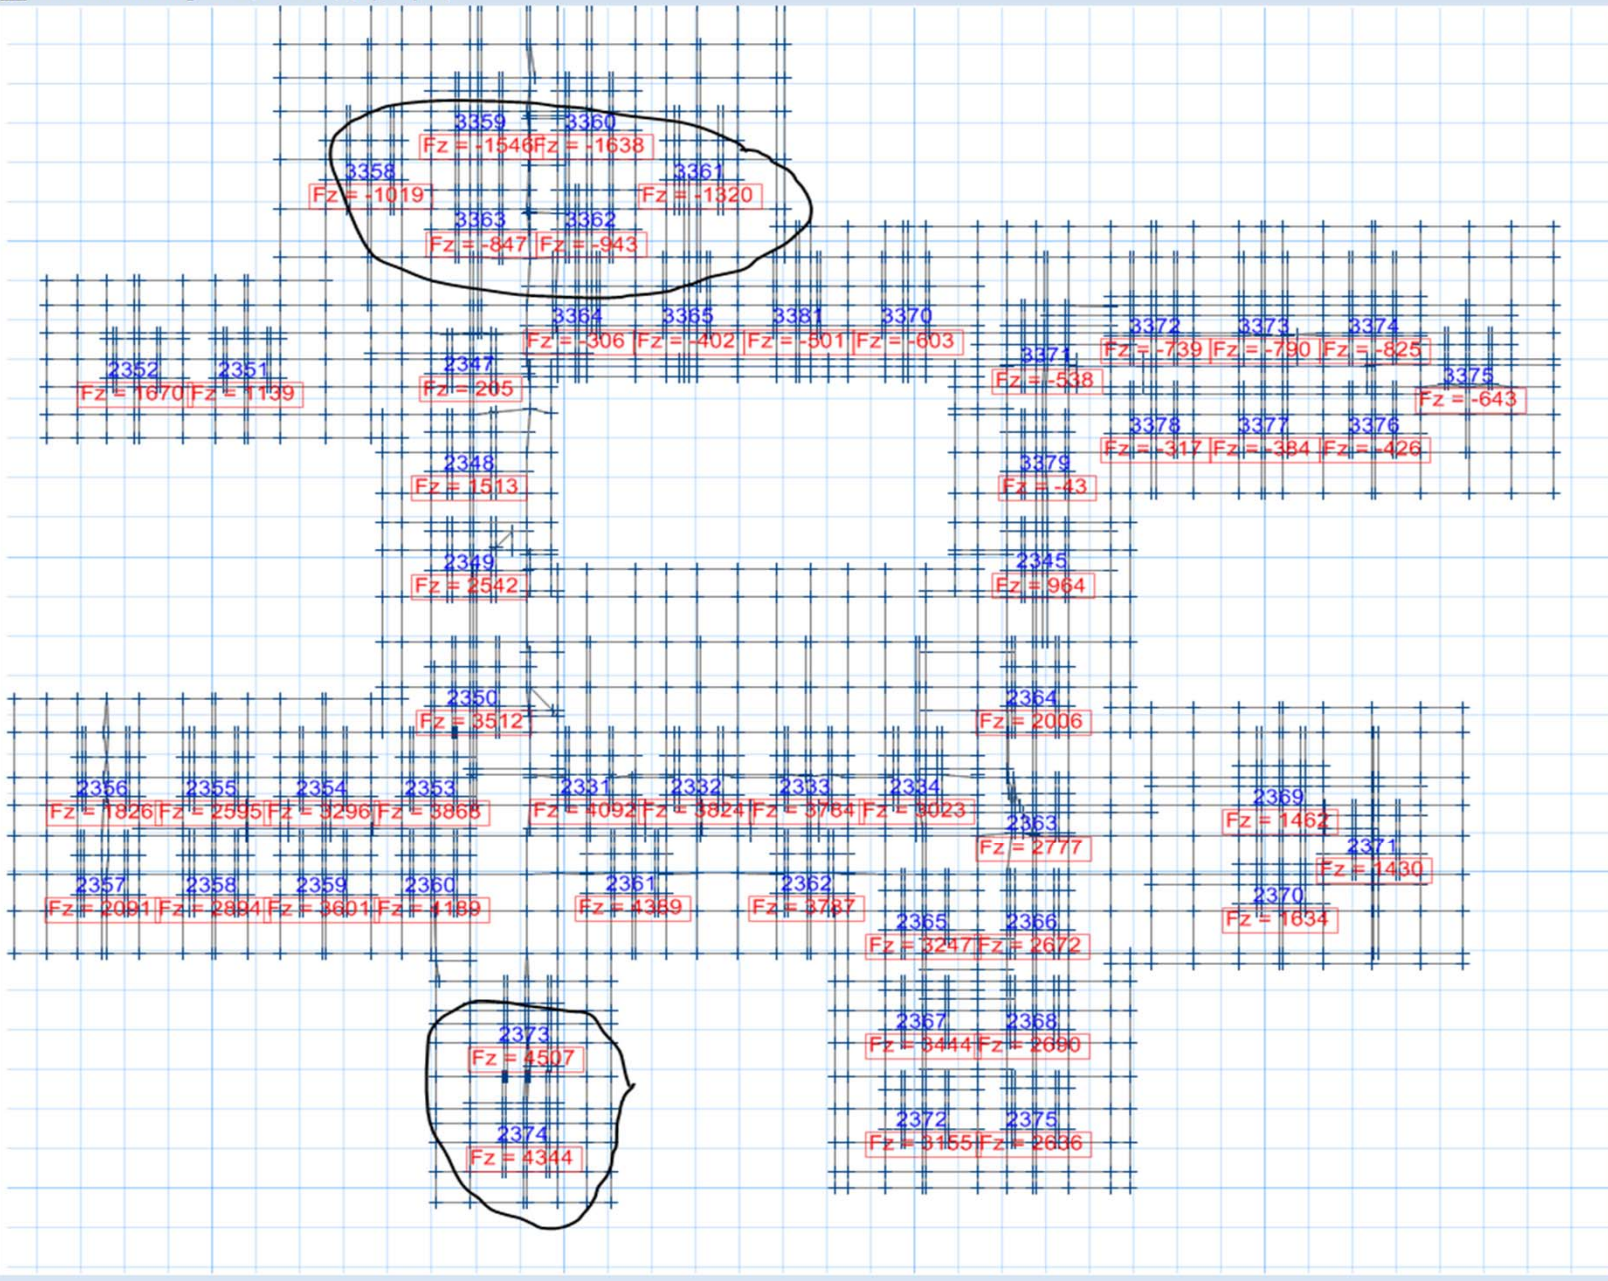 3359 3360
Fz = -1546 Fz = -1638
3358 3361
Fz = -1019 Fz = -1320
3363 3362
Fz = -847 Fz = -943
3364 3365 3381 3370
Fz = -306 Fz = -402 Fz = -501 Fz = -603
3372 3373 3374
Fz = -739 Fz = -790 Fz = -825
3371
Fz = -538
2352 2351 2347
Fz = 1670 Fz = 1139 Fz = 205
3375
Fz = -643
3378 3377 3376
Fz = -317 Fz = -384 Fz = -426
2348 3379
Fz = 1513 Fz = -43
2349 2345
Fz = 2542 Fz = 964
2350 2364
Fz = 3512 Fz = 2006
2356 2355 2354 2353 2331 2332 2333 2334
Fz = 1826 Fz = 2595 Fz = 3296 Fz = 3868 Fz = 4092 Fz = 3824 Fz = 3784 Fz = 3023
2369
Fz = 1462
2363
Fz = 2777
2371
Fz = 1430
2357 2358 2359 2360 2361 2362
Fz = 2091 Fz = 2894 Fz = 3601 Fz = 4189 Fz = 4389 Fz = 3787
2370
Fz = 1634
2365 2366
Fz = 3247 Fz = 2672
2367 2368
Fz = 3444 Fz = 2690
2373
Fz = 4507
2372 2375
Fz = 3155 Fz = 2636
2374
Fz = 4344